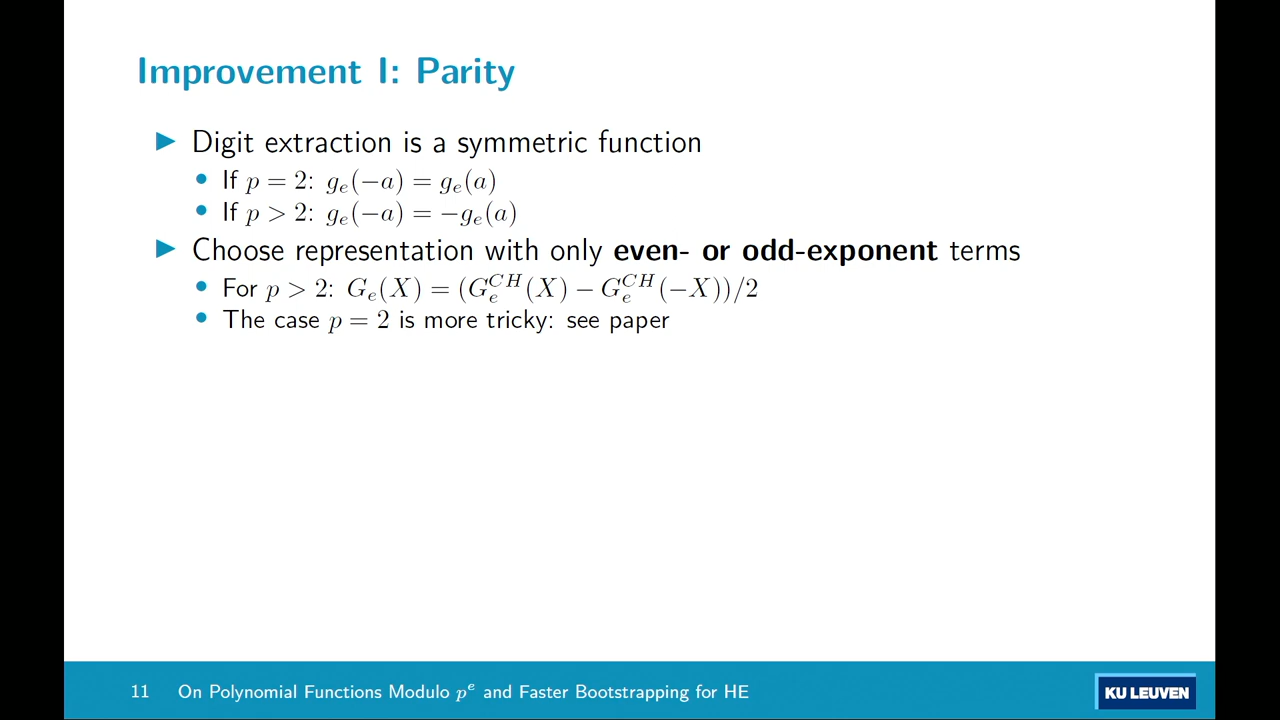 Improvement I: Parity
▶ Digit extraction is a symmetric function
• If p = 2: g_e(−a) = g_e(a)
• If p > 2: g_e(−a) = −g_e(a)
▶ Choose representation with only even- or odd-exponent terms
• For p > 2: G_e(X) = (G_e^{CH}(X) − G_e^{CH}(−X))/2
• The case p = 2 is more tricky: see paper
11 On Polynomial Functions Modulo p^e and Faster Bootstrapping for HE
KU LEUVEN